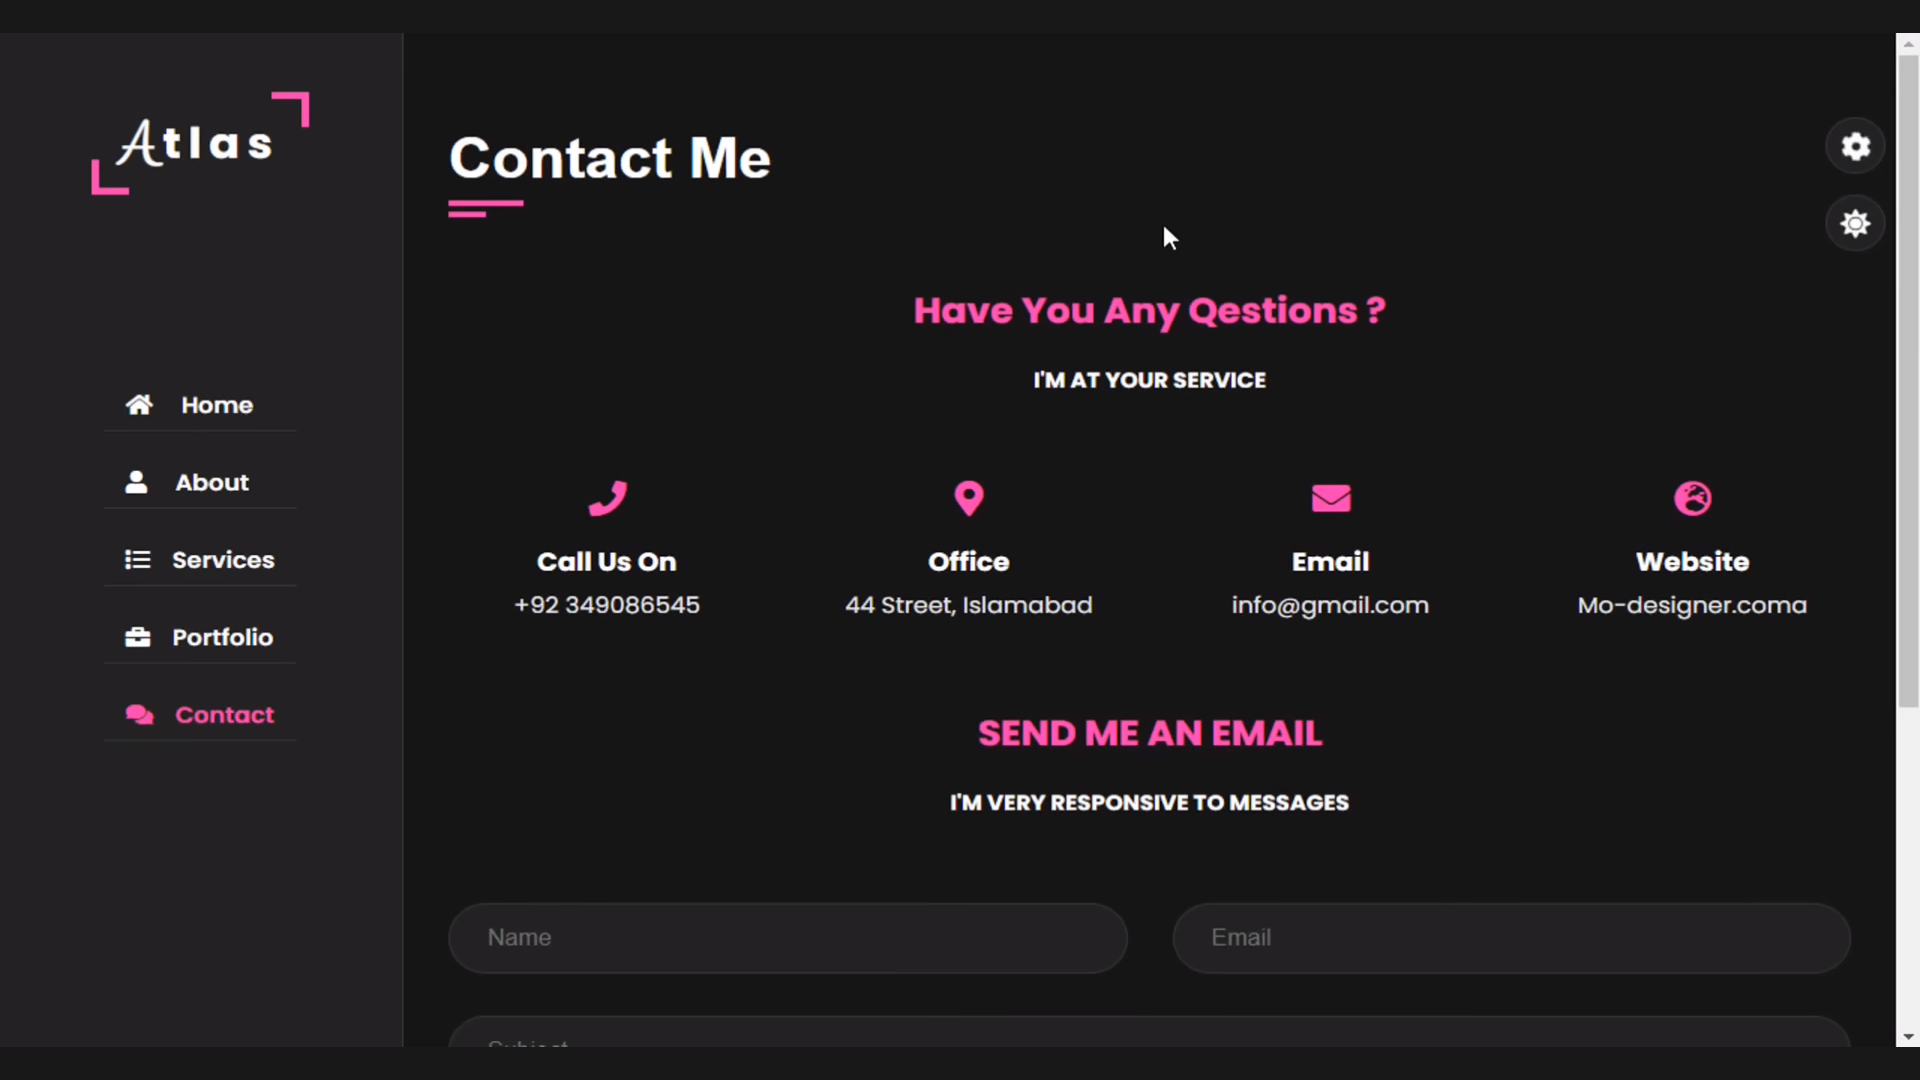 Atlas
Home
About
Services
Portfolio
Contact
Contact Me
Have You Any Qestions ?
I'M AT YOUR SERVICE
Call Us On
+92 349086545
Office
44 Street, Islamabad
Email
info@gmail.com
Website
Mo-designer.coma
SEND ME AN EMAIL
I'M VERY RESPONSIVE TO MESSAGES
Name
Email
Subject